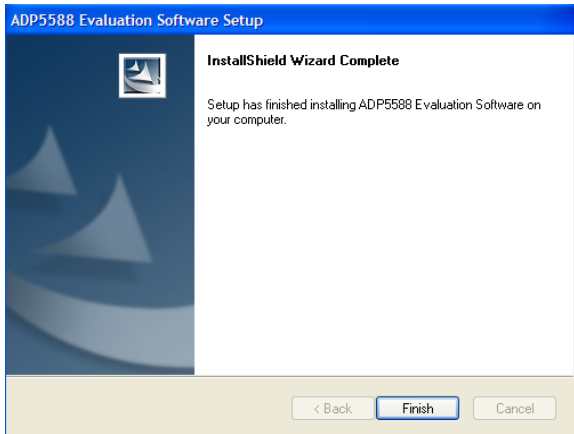 ADP5588 Evaluation Software Setup
InstallShield Wizard Complete
Setup has finished installing ADP5588 Evaluation Software on
your computer.
< Back Finish Cancel